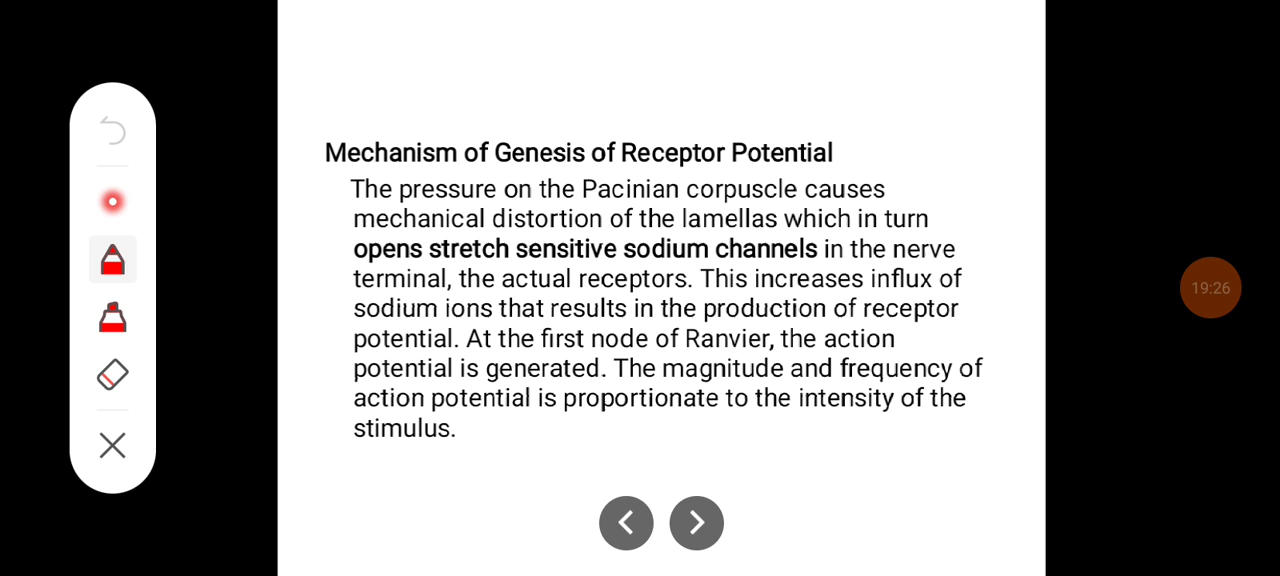 Mechanism of Genesis of Receptor Potential
The pressure on the Pacinian corpuscle causes
mechanical distortion of the lamellas which in turn
opens stretch sensitive sodium channels in the nerve
terminal, the actual receptors. This increases influx of
sodium ions that results in the production of receptor
potential. At the first node of Ranvier, the action
potential is generated. The magnitude and frequency of
action potential is proportionate to the intensity of the
stimulus.
19:26